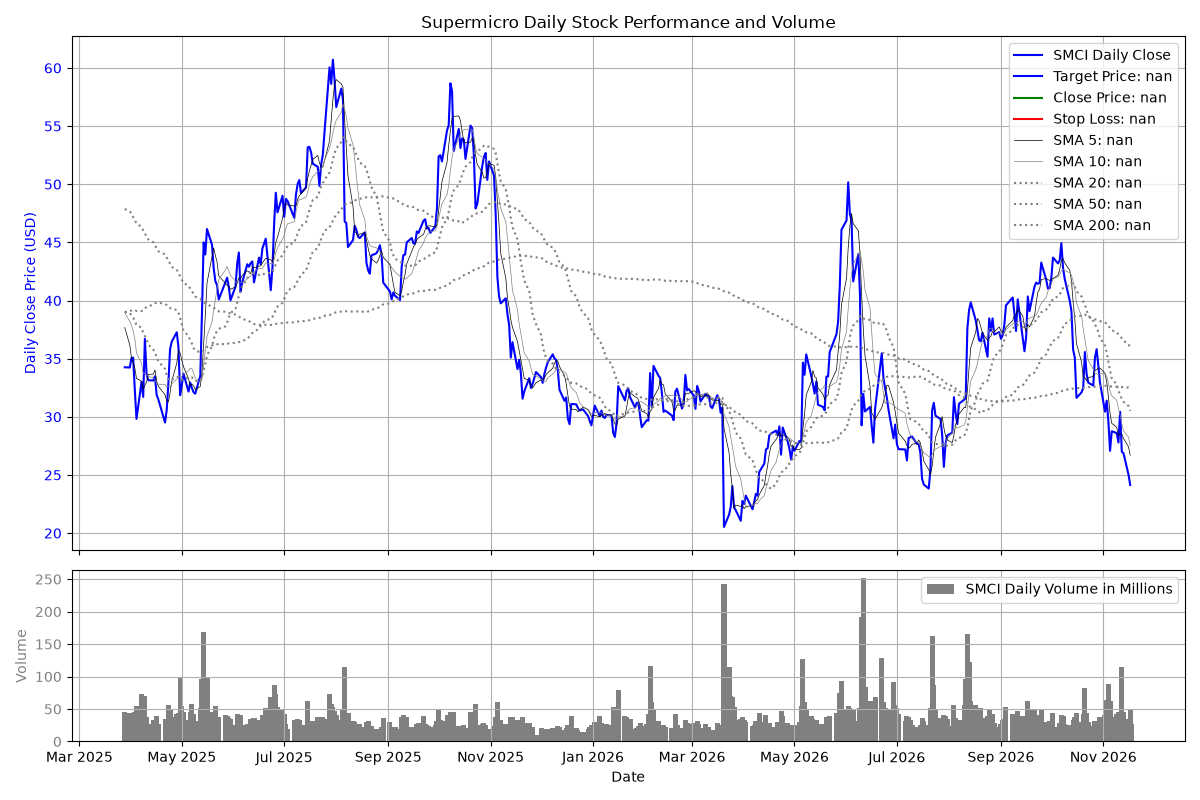 Supermicro Daily Stock Performance and Volume
Daily Close Price (USD)
60
55
50
45
40
35
30
25
20
SMCI Daily Close
Target Price: nan
Close Price: nan
Stop Loss: nan
SMA 5: nan
SMA 10: nan
SMA 20: nan
SMA 50: nan
SMA 200: nan
Volume
250
200
150
100
50
0
SMCI Daily Volume in Millions
Mar 2025 May 2025 Jul 2025 Sep 2025 Nov 2025 Jan 2026 Mar 2026 May 2026 Jul 2026 Sep 2026 Nov 2026
Date